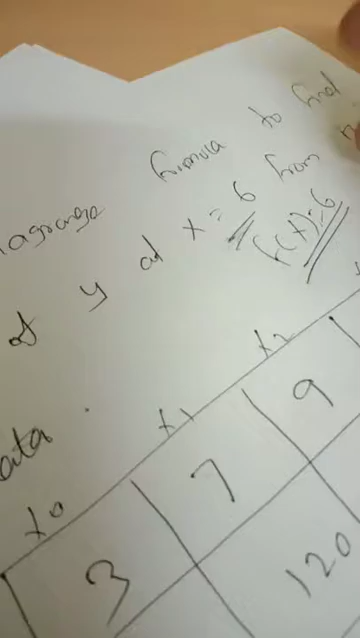 Lagrange formula to find
of y at x = 6 from
f(x)=6
data
x0 x1 x2
3 7 9
120